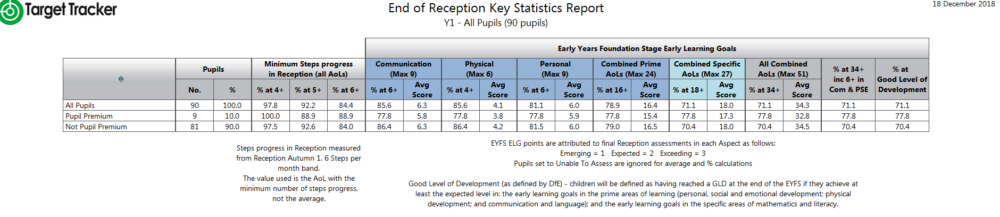 Target Tracker
End of Reception Key Statistics Report
18 December 2018
Y1 - All Pupils (90 pupils)
Early Years Foundation Stage Early Learning Goals
Pupils
Minimum Steps progress
in Reception (all AoLs)
Communication
(Max 9)
Physical
(Max 6)
Personal
(Max 9)
Combined Prime
AoLs (Max 24)
Combined Specific
AoLs (Max 27)
All Combined
AoLs (Max 51)
% at 34+
inc 6+ in
Com & PSE
% at
Good Level of
Development
No. % % at 4+ % at 5+ % at 6+ % at 6+ Avg Score % at 4+ Avg Score % at 6+ Avg Score % at 16+ Avg Score % at 18+ Avg Score % at 34+ Avg Score
All Pupils 90 100.0 97.8 92.2 84.4 85.6 6.3 85.6 4.1 81.1 6.0 78.9 16.4 71.1 18.0 71.1 34.3 71.1 71.1
Pupil Premium 9 10.0 100.0 88.9 88.9 77.8 5.8 77.8 3.8 77.8 5.9 77.8 15.4 77.8 17.3 77.8 32.8 77.8 77.8
Not Pupil Premium 81 90.0 97.5 92.6 84.0 86.4 6.3 86.4 4.2 81.5 6.0 79.0 16.5 70.4 18.0 70.4 34.5 70.4 70.4
Steps progress in Reception measured
from Reception Autumn 1. 6 Steps per
month band.
The value used is the AoL with the
minimum number of steps progress,
not the average.
EYFS ELG points are attributed to final Reception assessments in each Aspect as follows:
Emerging = 1 Expected = 2 Exceeding = 3
Pupils set to Unable To Assess are ignored for average and % calculations
Good Level of Development (as defined by DfE) - children will be defined as having reached a GLD at the end of the EYFS if they achieve at
least the expected level in: the early learning goals in the prime areas of learning (personal, social and emotional development; physical
development; and communication and language); and the early learning goals in the specific areas of mathematics and literacy.